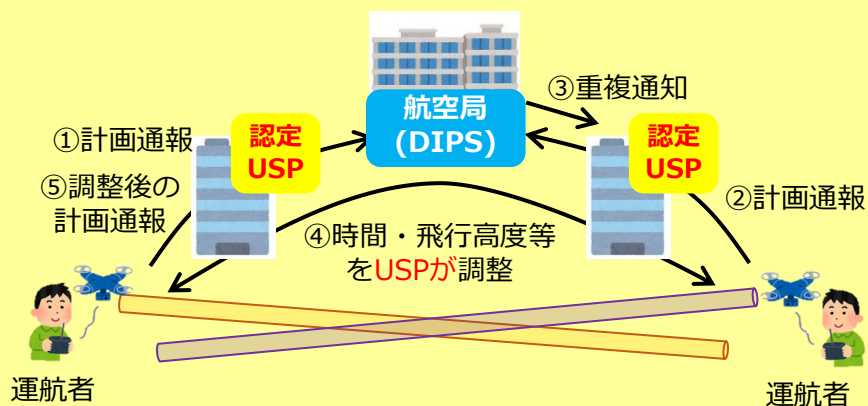 航空局
(DIPS)
③重複通知
①計画通報
認定
USP
認定
USP
⑤調整後の
計画通報
②計画通報
④時間・飛行高度等
をUSPが調整
運航者
運航者